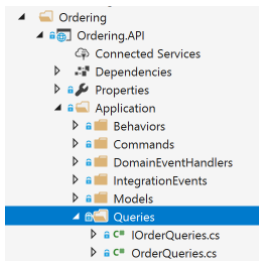 Ordering
Ordering.API
Connected Services
Dependencies
Properties
Application
Behaviors
Commands
DomainEventHandlers
IntegrationEvents
Models
Queries
C# IOrderQueries.cs
C# OrderQueries.cs